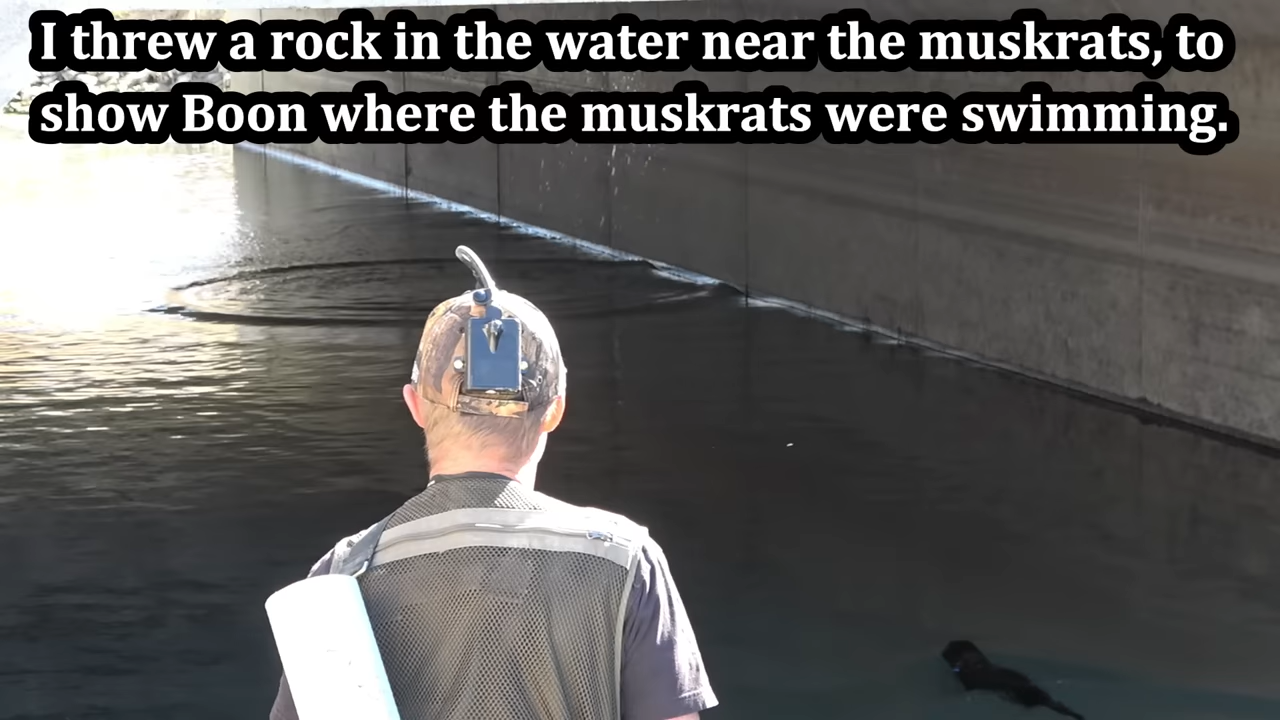 I threw a rock in the water near the muskrats, to
show Boon where the muskrats were swimming.